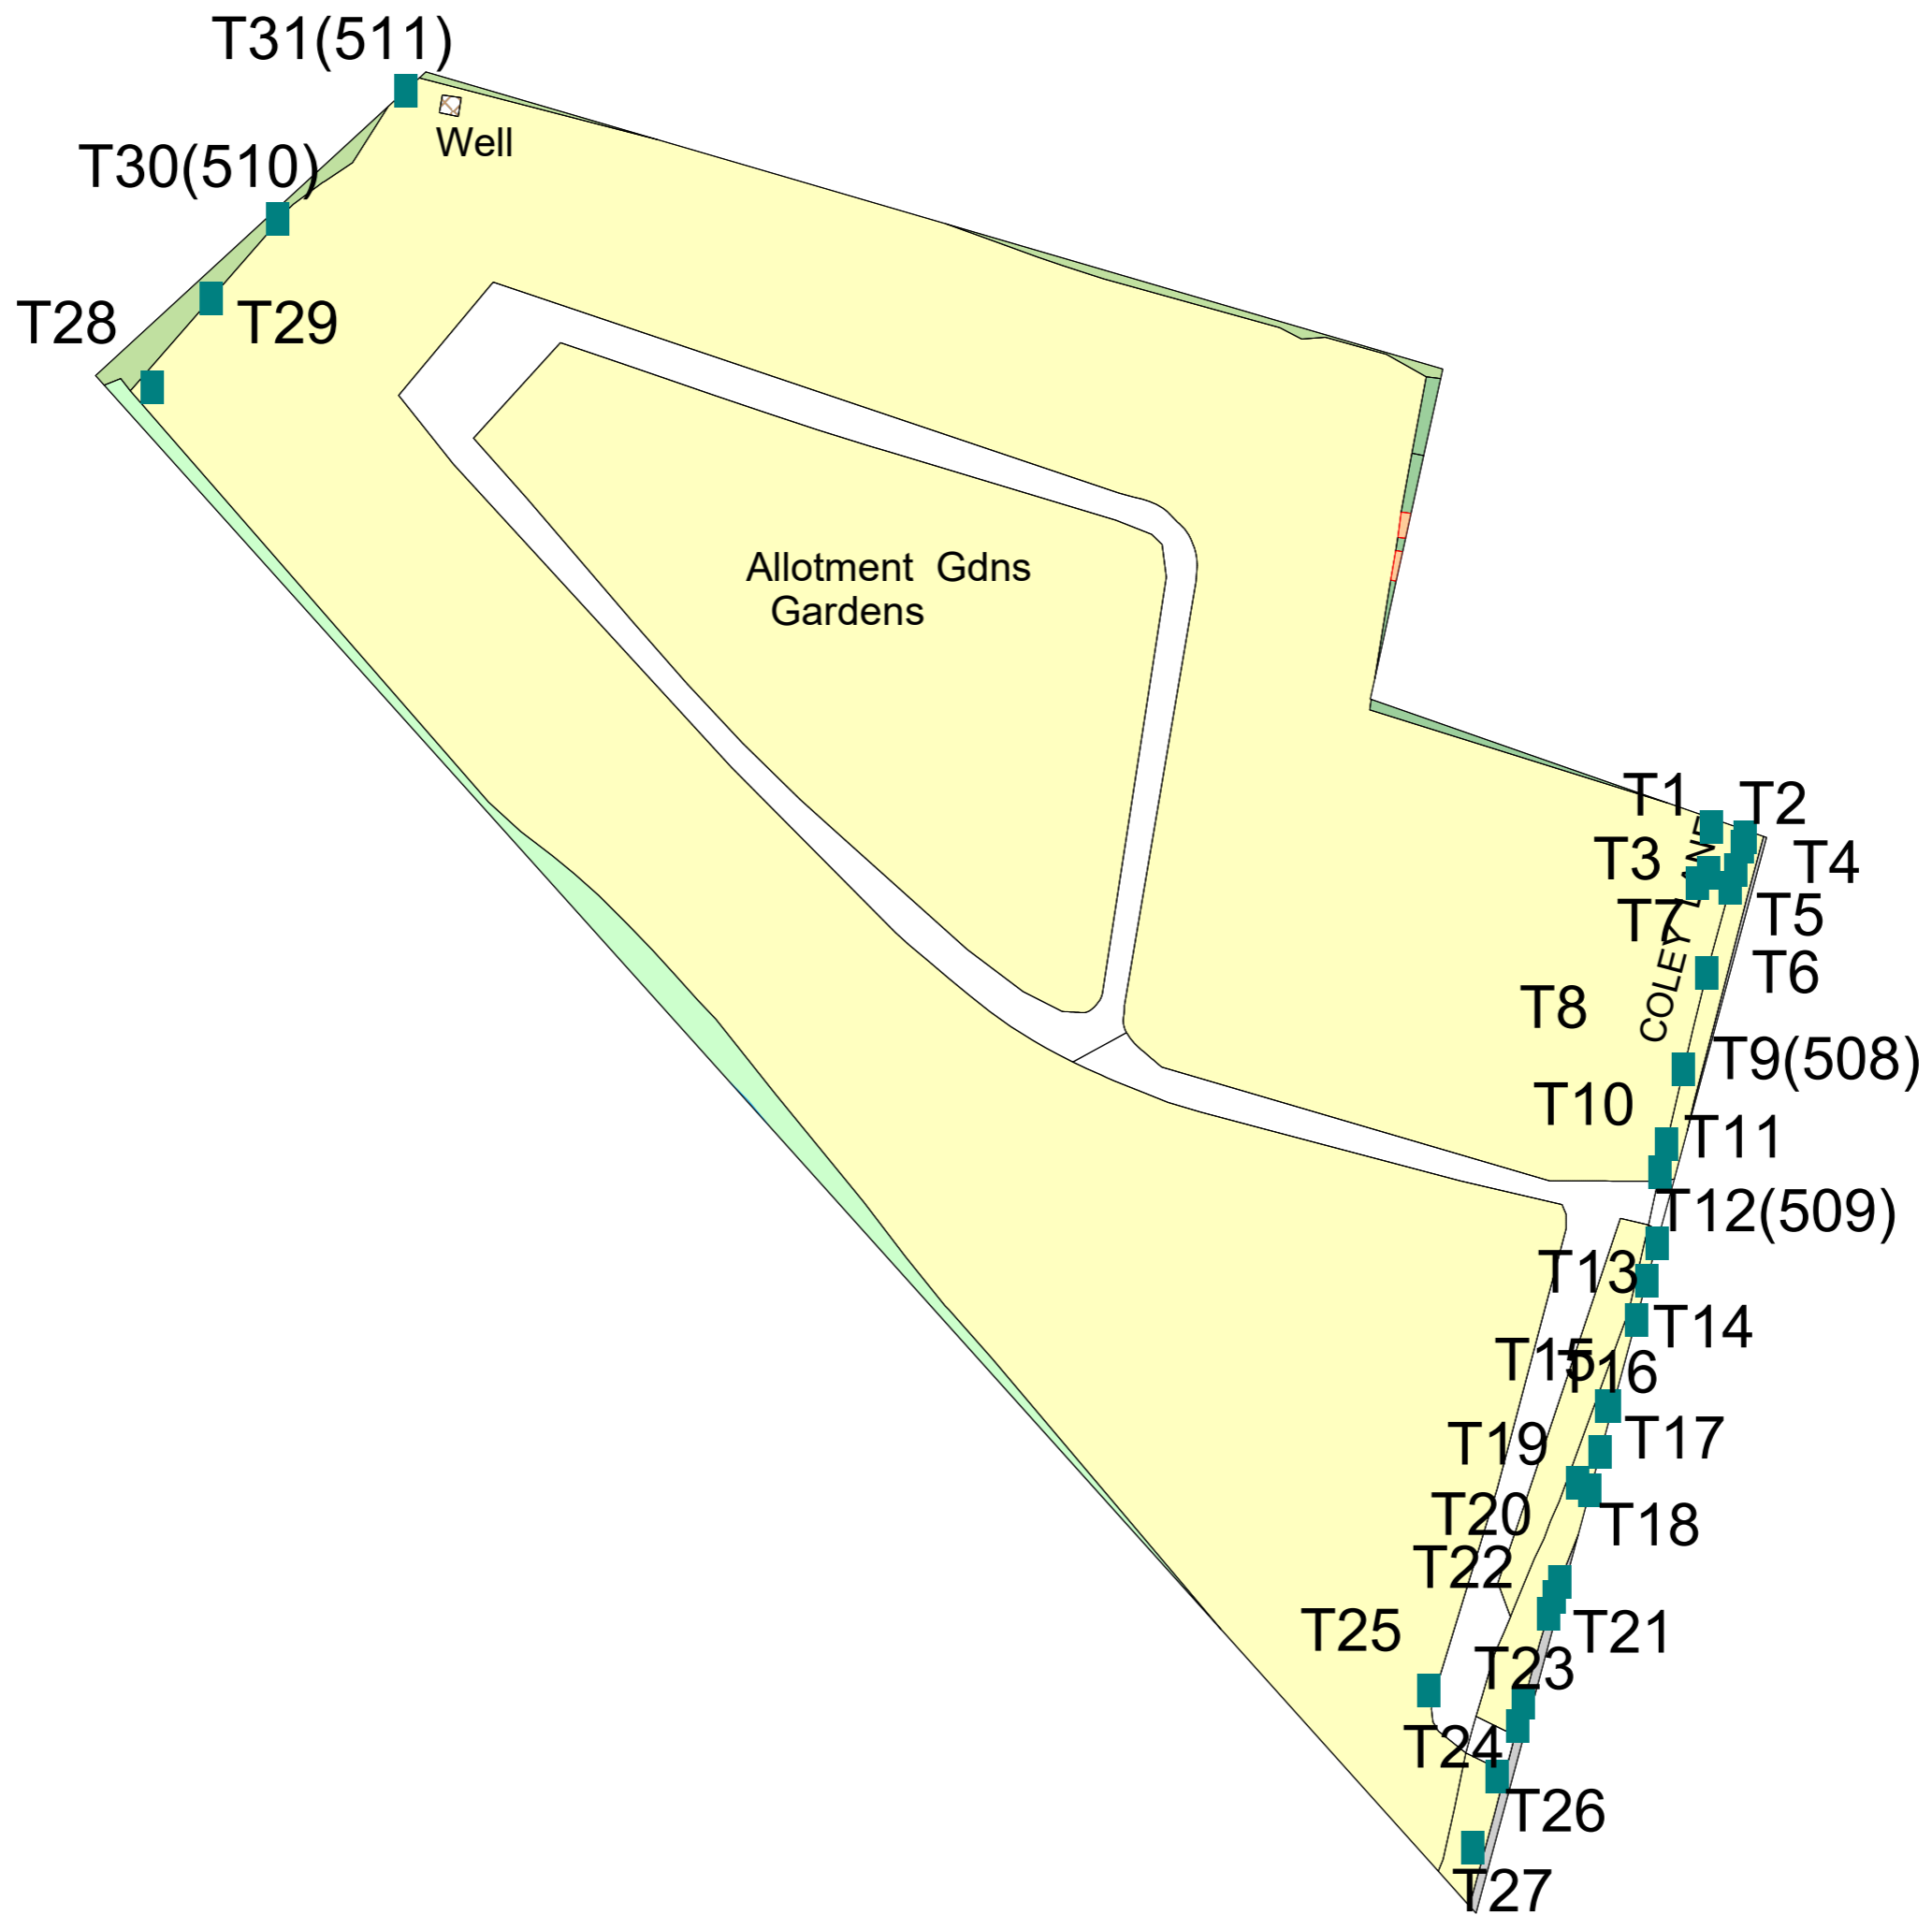 T31(511)
Well
T30(510)
T28
T29
Allotment Gdns
Gardens
T1
T2
T3
T4
T7
T5
COLEY LANE
T6
T8
T9(508)
T10
T11
T12(509)
T13
T14
T15
T16
T17
T19
T18
T20
T22
T21
T25
T23
T24
T26
T27